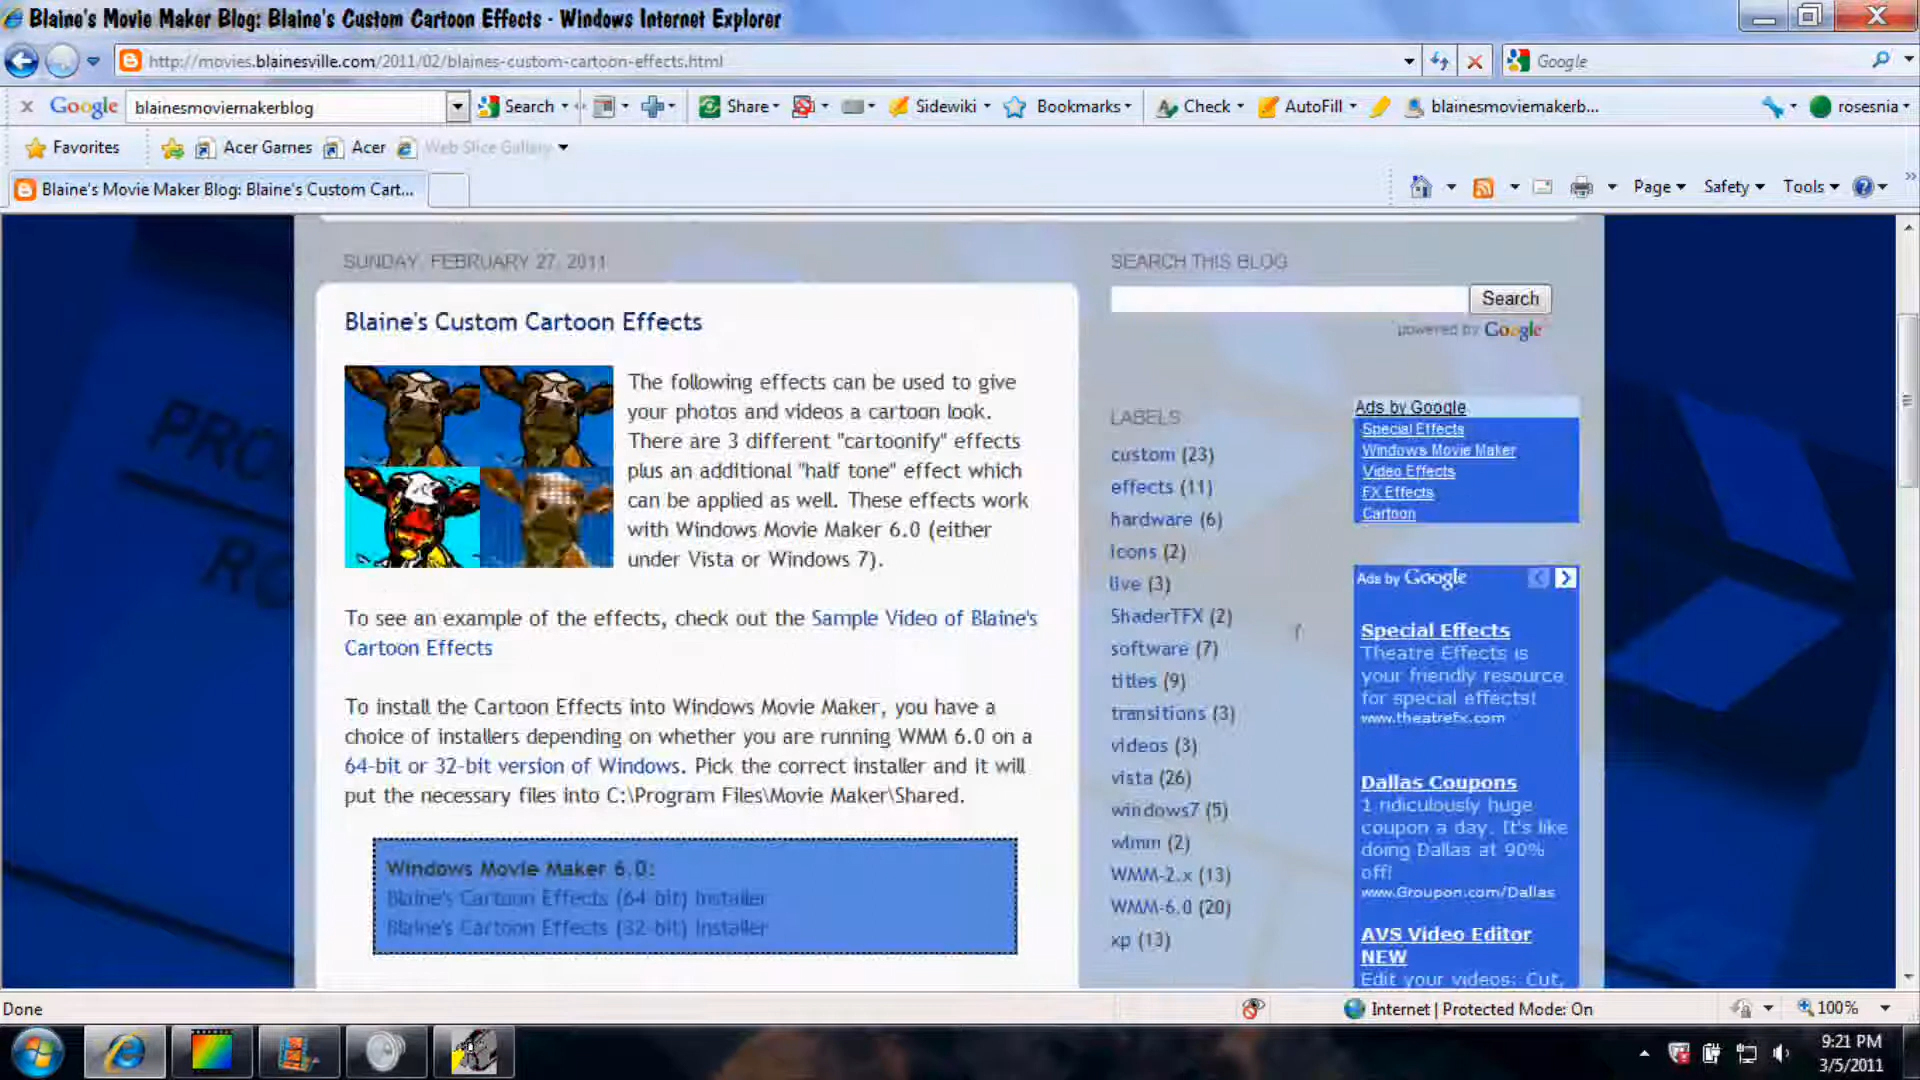 Blaine's Movie Maker Blog: Blaine's Custom Cartoon Effects - Windows Internet Explorer
http://movies.blainesville.com/2011/02/blaines-custom-cartoon-effects.html
Google
Google blainesmoviemakerblog Search Share Sidewiki Bookmarks Check AutoFill blainesmoviemakerb... rosesnia
Favorites Acer Games Acer Web Slice Gallery
Blaine's Movie Maker Blog: Blaine's Custom Cart... Page Safety Tools
SUNDAY, FEBRUARY 27, 2011
Blaine's Custom Cartoon Effects
The following effects can be used to give
your photos and videos a cartoon look.
There are 3 different "cartoonify" effects
plus an additional "half tone" effect which
can be applied as well. These effects work
with Windows Movie Maker 6.0 (either
under Vista or Windows 7).
To see an example of the effects, check out the Sample Video of Blaine's
Cartoon Effects
To install the Cartoon Effects into Windows Movie Maker, you have a
choice of installers depending on whether you are running WMM 6.0 on a
64-bit or 32-bit version of Windows. Pick the correct installer and it will
put the necessary files into C:\Program Files\Movie Maker\Shared.
Windows Movie Maker 6.0:
Blaine's Cartoon Effects (64-bit) Installer
Blaine's Cartoon Effects (32-bit) Installer
SEARCH THIS BLOG
Search
powered by Google
LABELS
custom (23)
effects (11)
hardware (6)
icons (2)
live (3)
ShaderTFX (2)
software (7)
titles (9)
transitions (3)
videos (3)
vista (26)
windows7 (5)
wlmm (2)
WMM-2.x (13)
WMM-6.0 (20)
xp (13)
Ads by Google
Special Effects
Windows Movie Maker
Video Effects
FX Effects
Cartoon
Ads by Google
Special Effects
Theatre Effects is
your friendly resource
for special effects!
www.theatrefx.com
Dallas Coupons
1 ridiculously huge
coupon a day. It's like
doing Dallas at 90%
off!
www.Groupon.com/Dallas
AVS Video Editor
NEW
Edit your videos: Cut,
Done
Internet | Protected Mode: On
100%
9:21 PM
3/5/2011